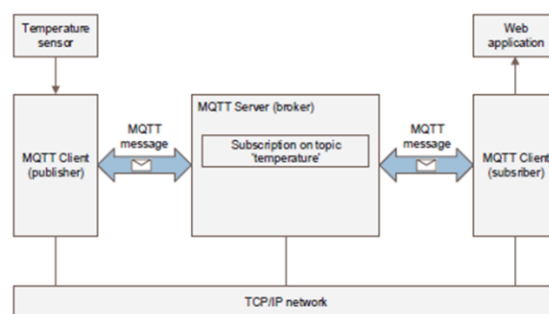 Temperature
sensor
Web
application
MQTT Client
(publisher)
MQTT
message
MQTT Server (broker)
Subscription on topic
'temperature'
MQTT
message
MQTT Client
(subsriber)
TCP/IP network